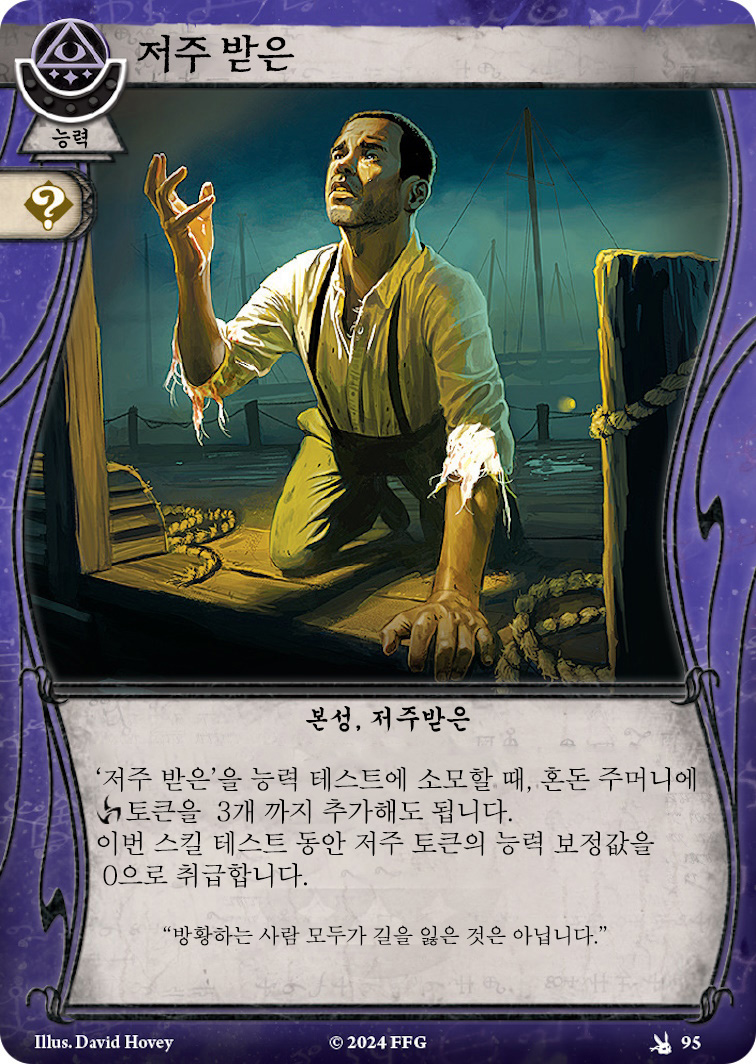 저주 받은
능력
?
본성, 저주받은
‘저주 받은’을 능력 테스트에 소모할 때, 혼돈 주머니에
토큰을 3개 까지 추가해도 됩니다.
이번 스킬 테스트 동안 저주 토큰의 능력 보정값을
0으로 취급합니다.
“방황하는 사람 모두가 길을 잃은 것은 아닙니다.”
Illus. David Hovey © 2024 FFG 95